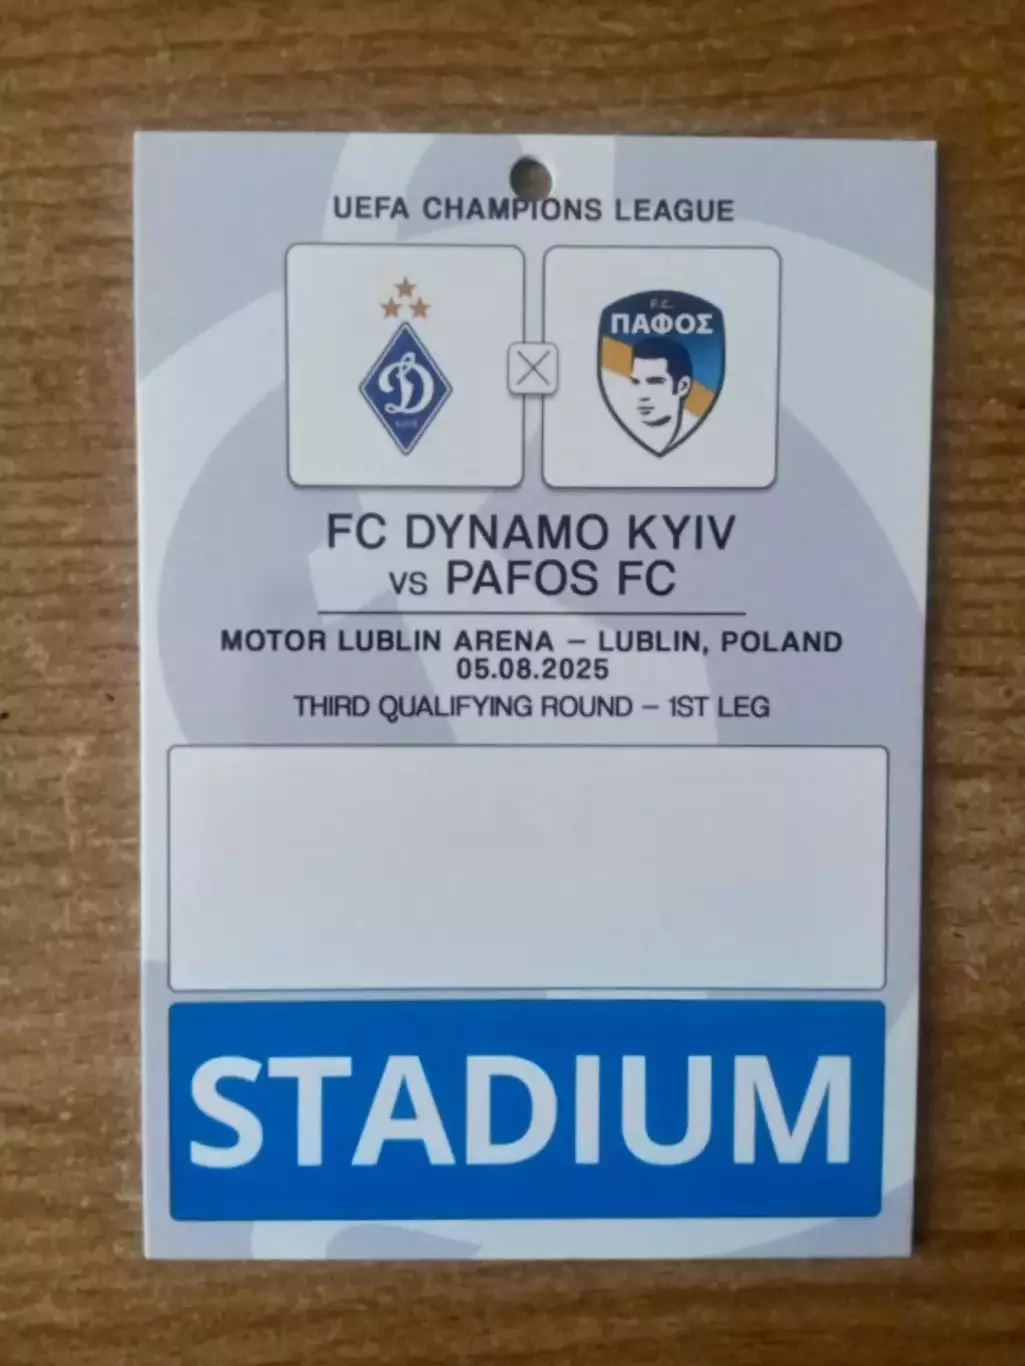 UEFA CHAMPIONS LEAGUE
F.C.
ΠΑΦΟΣ
FC DYNAMO KYIV
VS PAFOS FC
MOTOR LUBLIN ARENA – LUBLIN, POLAND
05.08.2025
THIRD QUALIFYING ROUND – 1ST LEG
STADIUM